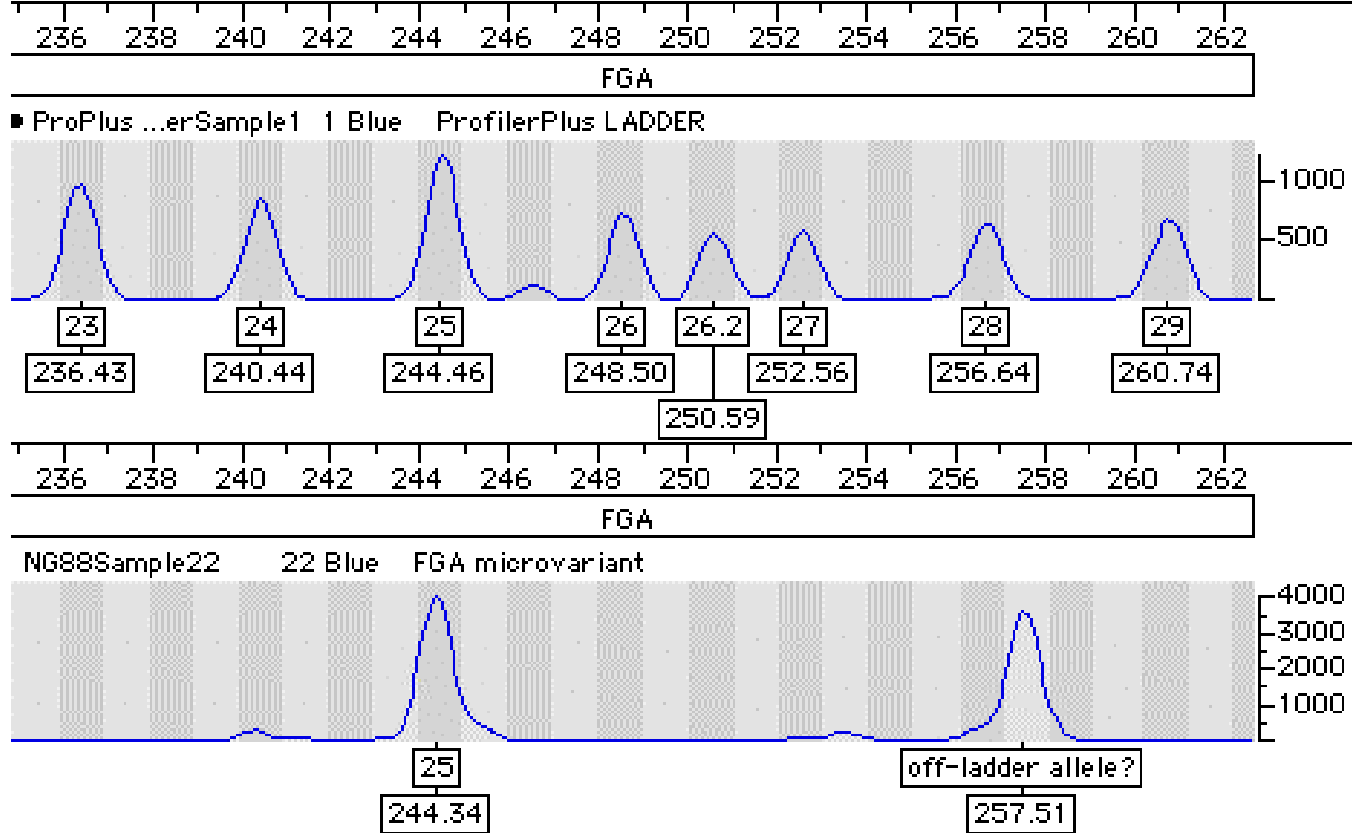 236 238 240 242 244 246 248 250 252 254 256 258 260 262
FGA
ProPlus ...erSample1 1 Blue ProfilerPlus LADDER
1000
500
23 24 25 26 26.2 27 28 29
236.43 240.44 244.46 248.50 252.56 256.64 260.74
250.59
236 238 240 242 244 246 248 250 252 254 256 258 260 262
FGA
NG88Sample22 22 Blue FGA microvariant
4000
3000
2000
1000
25 off-ladder allele?
244.34 257.51